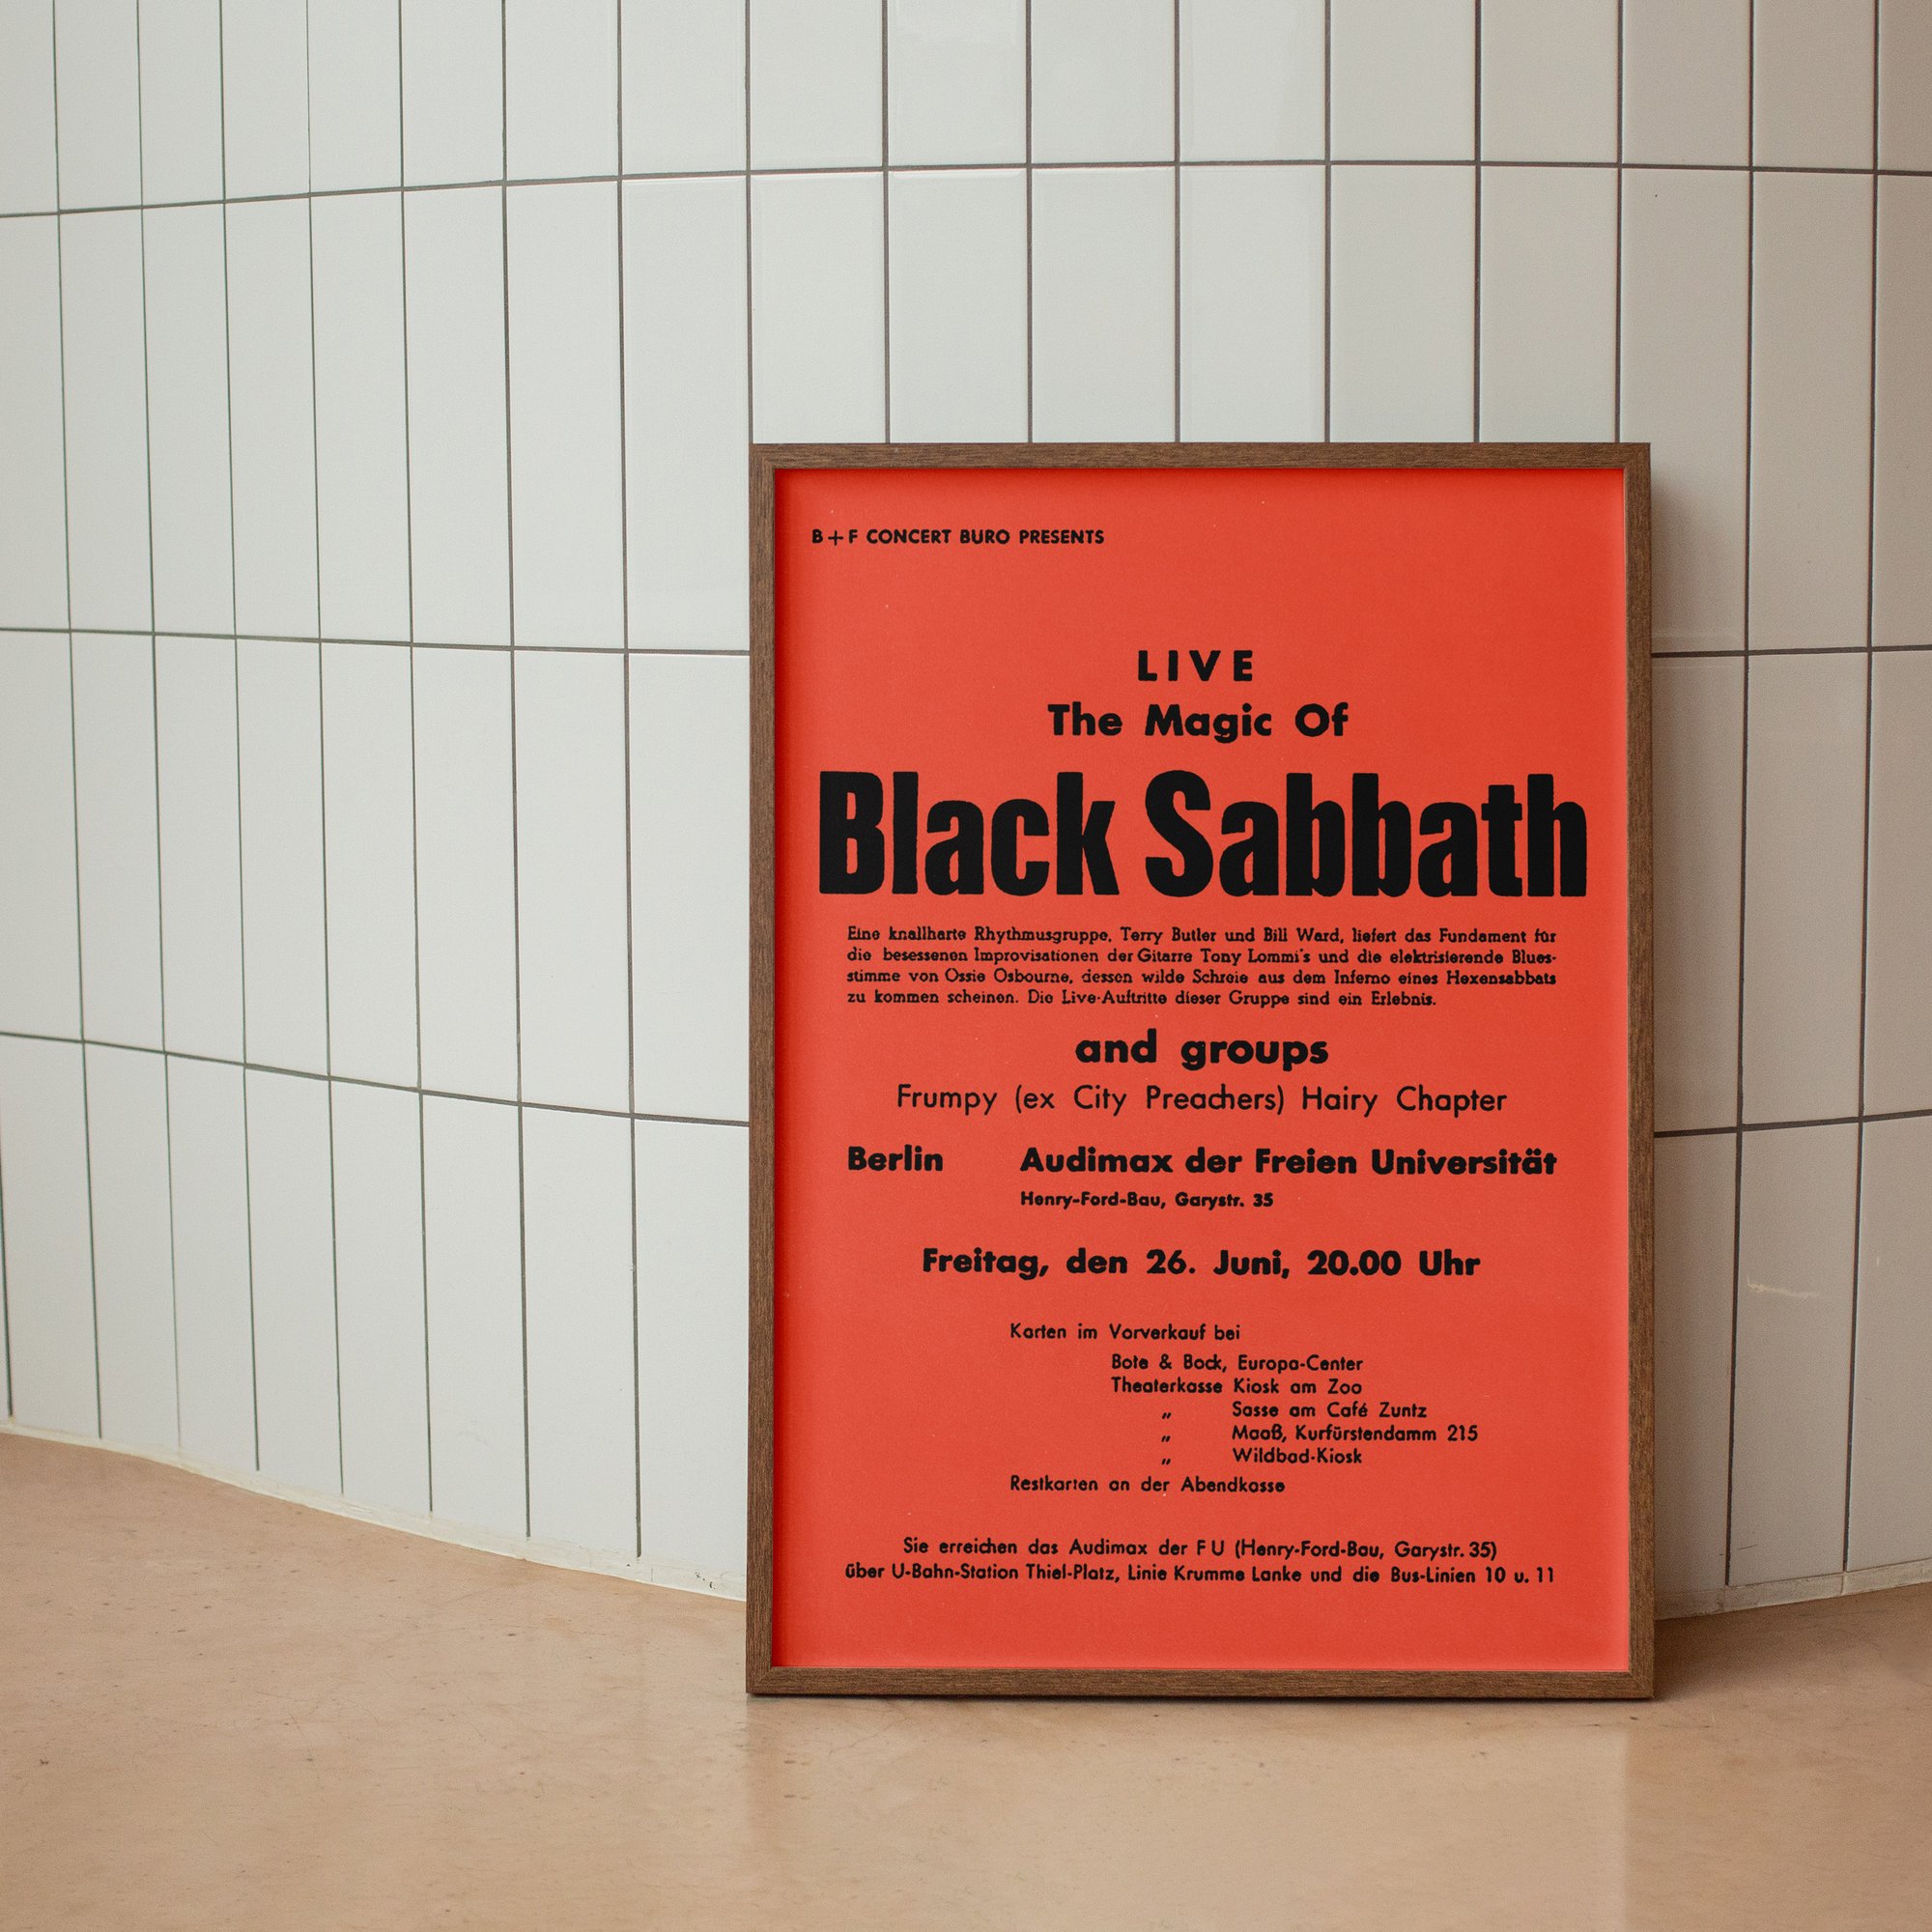 B+F CONCERT BURO PRESENTS
LIVE
The Magic Of
Black Sabbath
Eine knallharte Rhythmusgruppe, Terry Butler und Bill Ward, liefert das Fundament für
die besessenen Improvisationen der Gitarre Tony Lommi's und die elektrisierende Blues-
stimme von Ossie Osbourne, dessen wilde Schreie aus dem Inferno eines Hexensabbats
zu kommen scheinen. Die Live-Auftritte dieser Gruppe sind ein Erlebnis.
and groups
Frumpy (ex City Preachers) Hairy Chapter
Berlin Audimax der Freien Universität
Henry-Ford-Bau, Garystr. 35
Freitag, den 26. Juni, 20.00 Uhr
Karten im Vorverkauf bei
Bote & Bock, Europa-Center
Theaterkasse Kiosk am Zoo
„ Sasse am Café Zuntz
„ Maaß, Kurfürstendamm 215
„ Wildbad-Kiosk
Restkarten an der Abendkasse
Sie erreichen das Audimax der F U (Henry-Ford-Bau, Garystr. 35)
über U-Bahn-Station Thiel-Platz, Linie Krumme Lanke und die Bus-Linien 10 u. 11